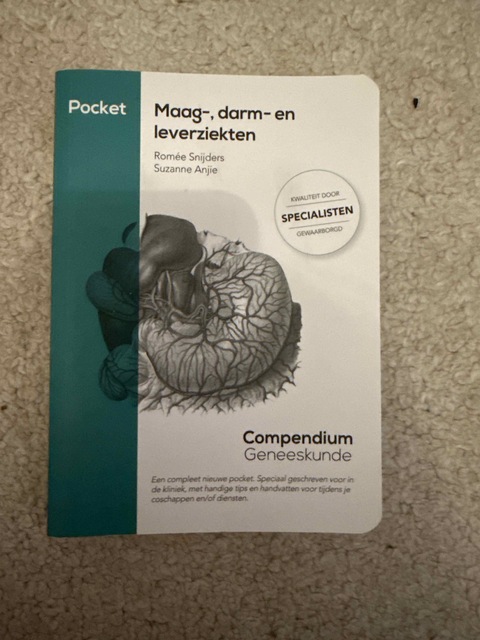 Pocket
Maag-, darm- en
leverziekten
Romée Snijders
Suzanne Anjie
KWALITEIT DOOR
SPECIALISTEN
GEWAARBORGD
Compendium
Geneeskunde
Een compleet nieuwe pocket. Speciaal geschreven voor in
de kliniek, met handige tips en handvatten voor tijdens je
coschappen en/of diensten.